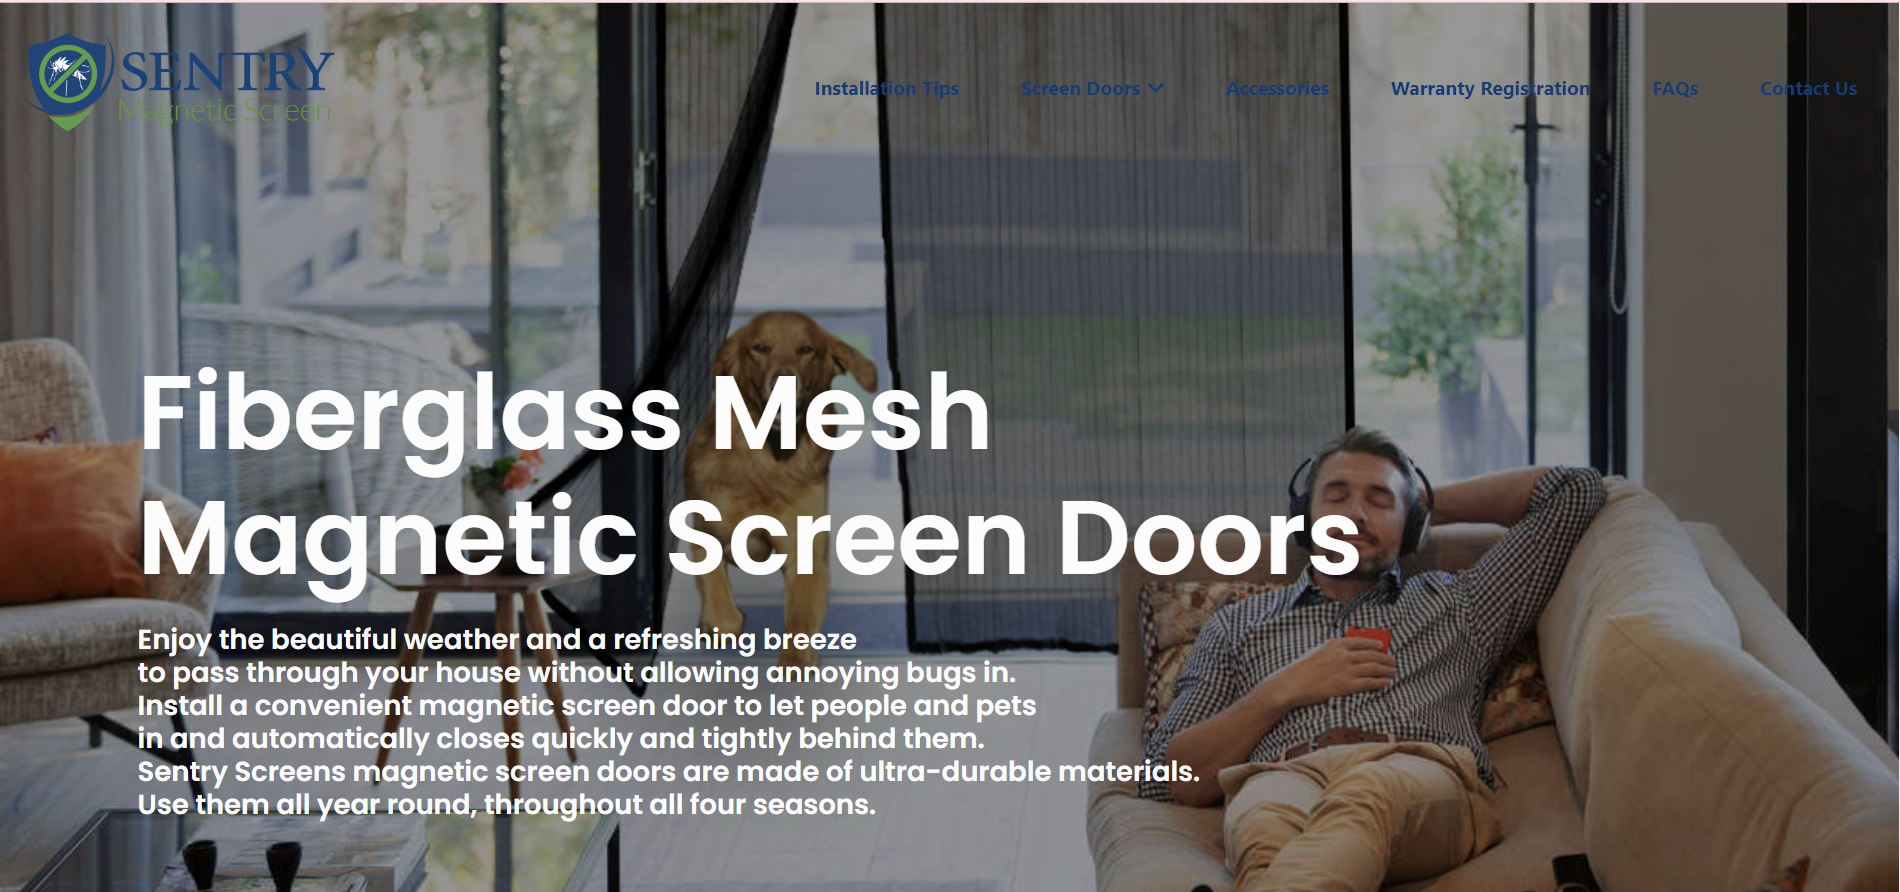 SENTRY
Magnetic Screen
Installation Tips
Screen Doors
Accessories
Warranty Registration
FAQs
Contact Us
Fiberglass Mesh
Magnetic Screen Doors
Enjoy the beautiful weather and a refreshing breeze
to pass through your house without allowing annoying bugs in.
Install a convenient magnetic screen door to let people and pets
in and automatically closes quickly and tightly behind them.
Sentry Screens magnetic screen doors are made of ultra-durable materials.
Use them all year round, throughout all four seasons.